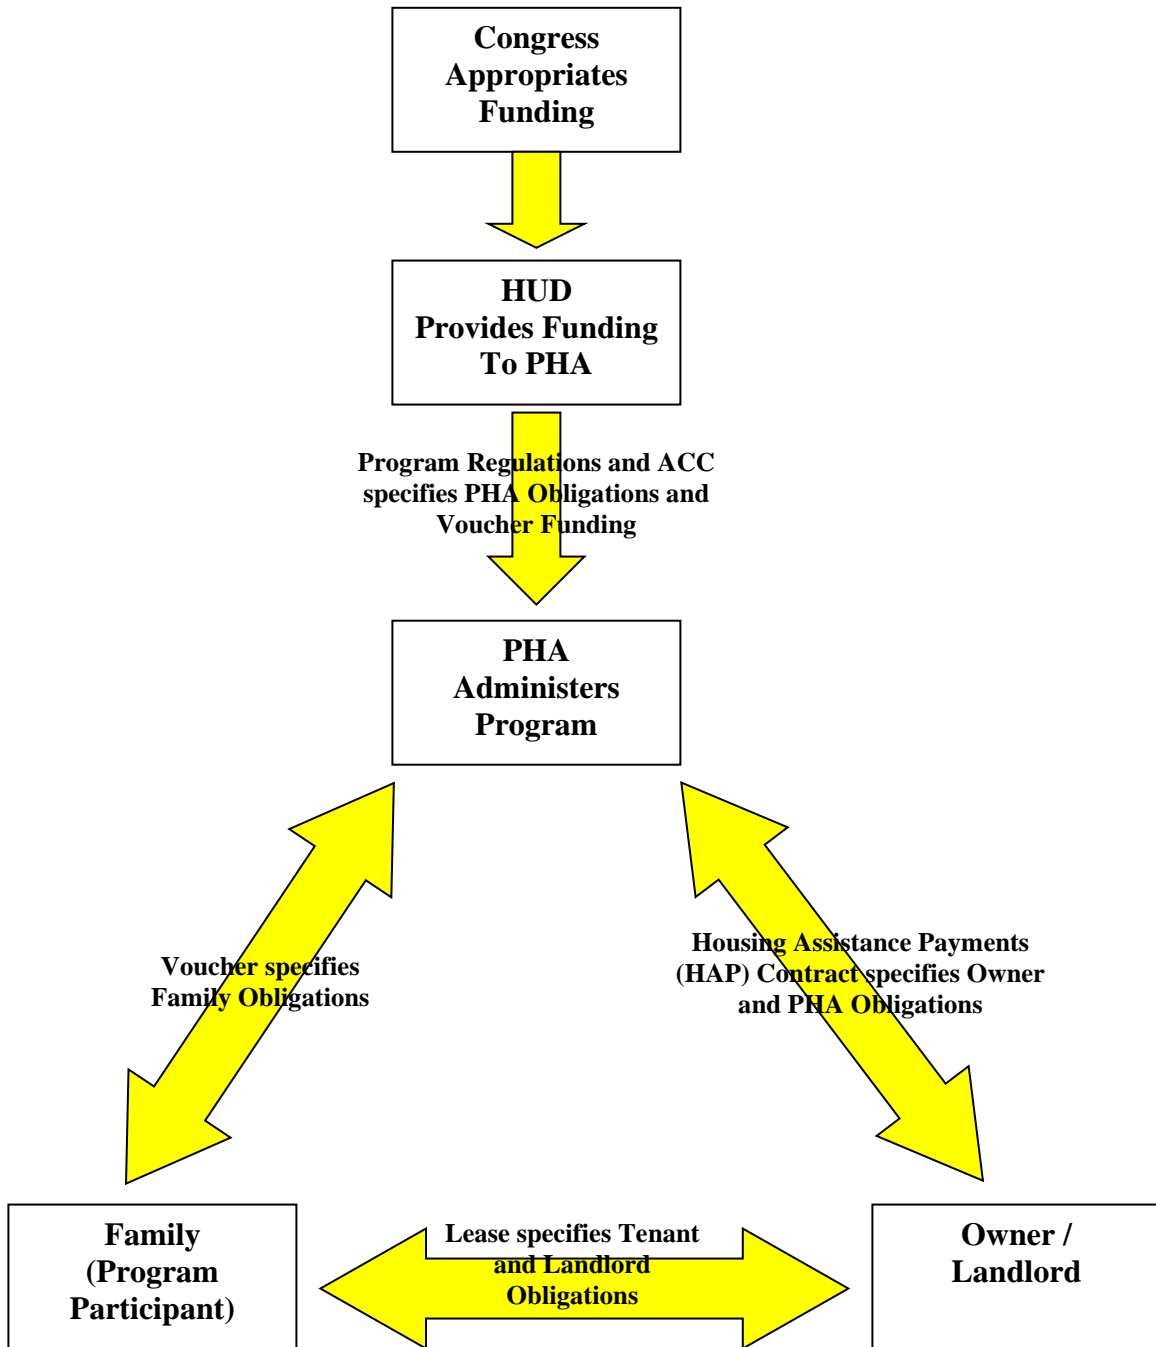 Congress
Appropriates
Funding
HUD
Provides Funding
To PHA
Program Regulations and ACC
specifies PHA Obligations and
Voucher Funding
PHA
Administers
Program
Voucher specifies
Family Obligations
Housing Assistance Payments
(HAP) Contract specifies Owner
and PHA Obligations
Family
(Program
Participant)
Lease specifies Tenant
and Landlord
Obligations
Owner /
Landlord